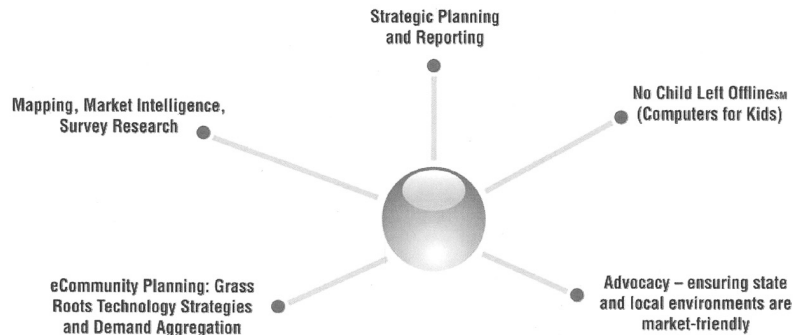 Strategic Planning
and Reporting
No Child Left Offline℠
(Computers for Kids)
Mapping, Market Intelligence,
Survey Research
eCommunity Planning: Grass
Roots Technology Strategies
and Demand Aggregation
Advocacy – ensuring state
and local environments are
market-friendly